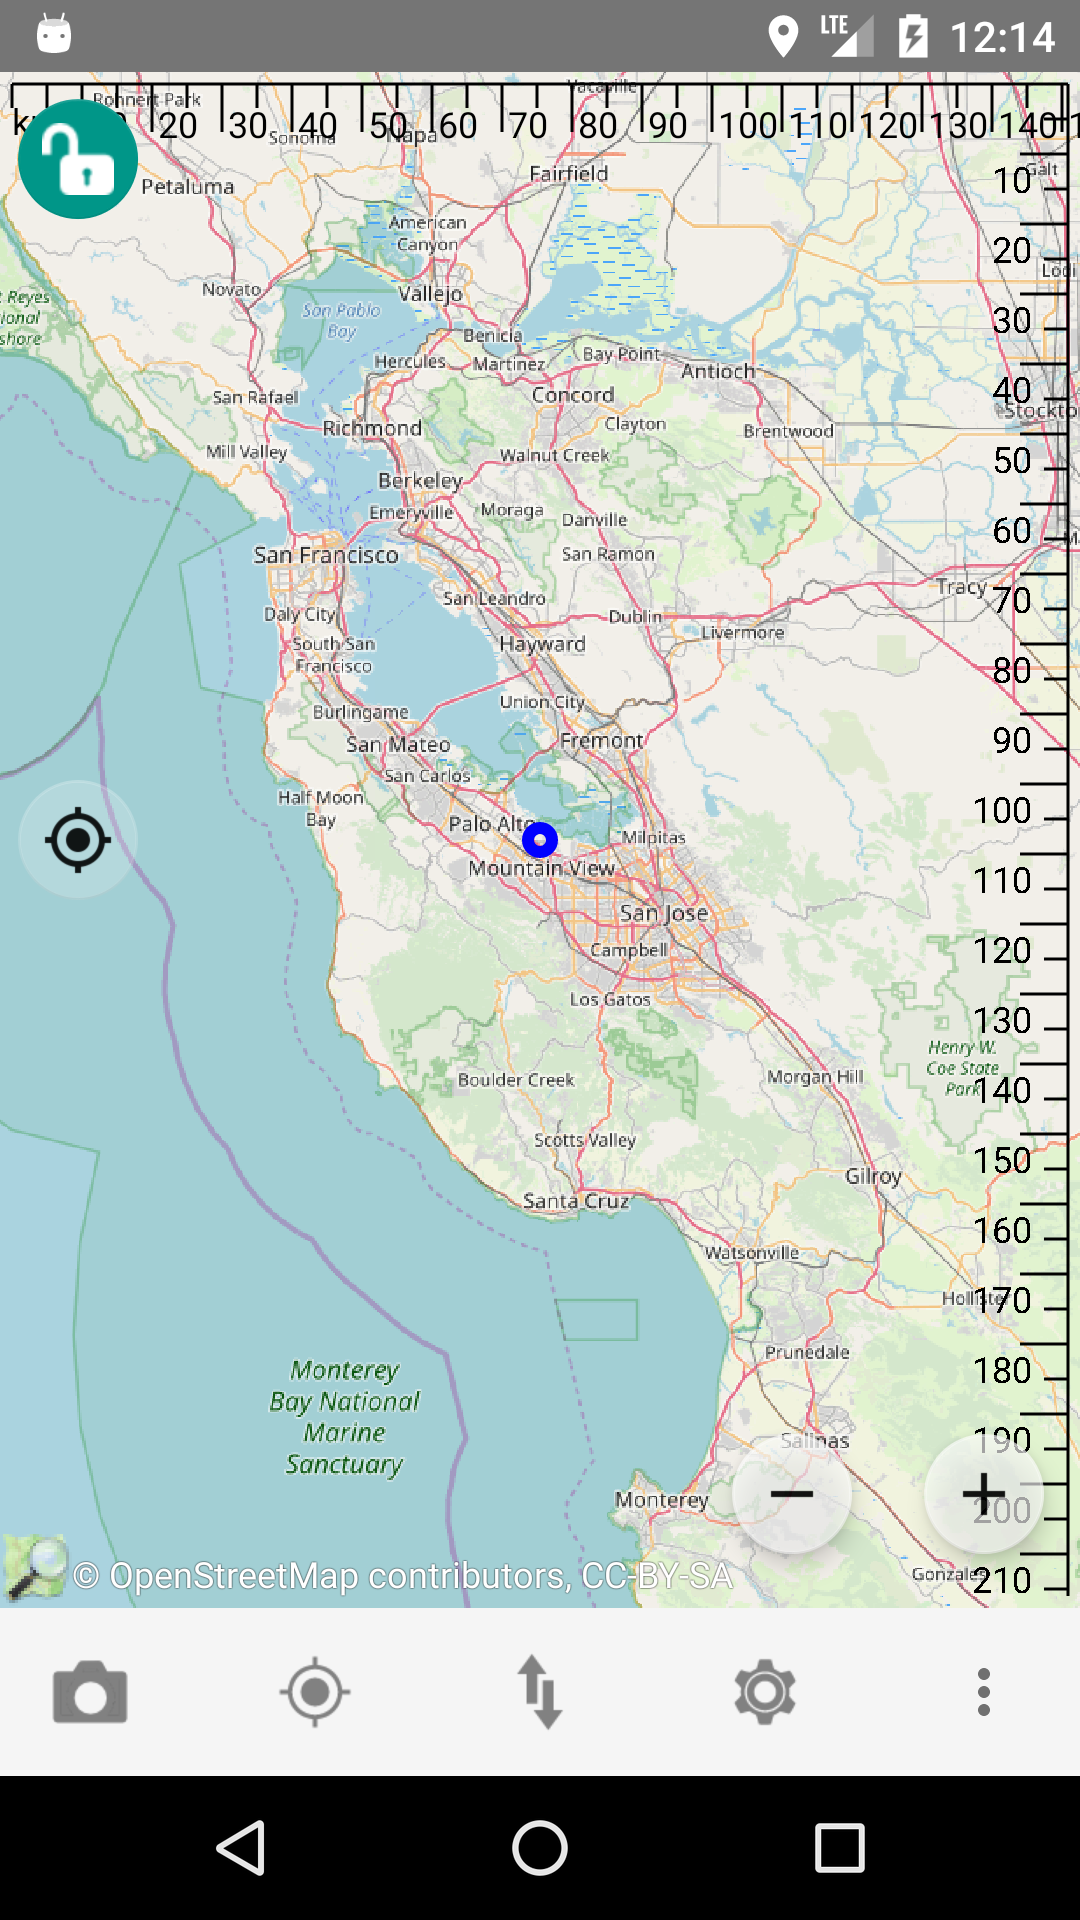 LTE 12:14
Rohnert Park
Vacaville
20 30 40 50 60 70 80 90 100 110 120 130 140
Sonoma
Napa
Petaluma
Fairfield
Galt
10
American
Canyon
20
Novato
Vallejo
Lodi
Reyes
San Pablo
Bay
shore
30
Benicia
Hercules
Martinez
Bay Point
Antioch
40
San Rafael
Concord
Richmond
Clayton
Brentwood
Mill Valley
Walnut Creek
50
Berkeley
Emeryville
Moraga
Danville
60
San Francisco
San Ramon
Tracy
70
Daly City
San Leandro
Dublin
Livermore
South San
Francisco
Hayward
80
Burlingame
Union City
San Mateo
Fremont
90
San Carlos
Half Moon
Bay
100
Palo Alto
Milpitas
Mountain View
110
San Jose
Campbell
120
Los Gatos
130
Henry W.
Coe State
Park
Boulder Creek
Morgan Hill
140
Scotts Valley
150
Gilroy
Santa Cruz
160
Watsonville
Hollister
170
Prunedale
180
Monterey
Bay National
Marine
Sanctuary
Salinas
190
Monterey
200
Gonzales
210
© OpenStreetMap contributors, CC-BY-SA